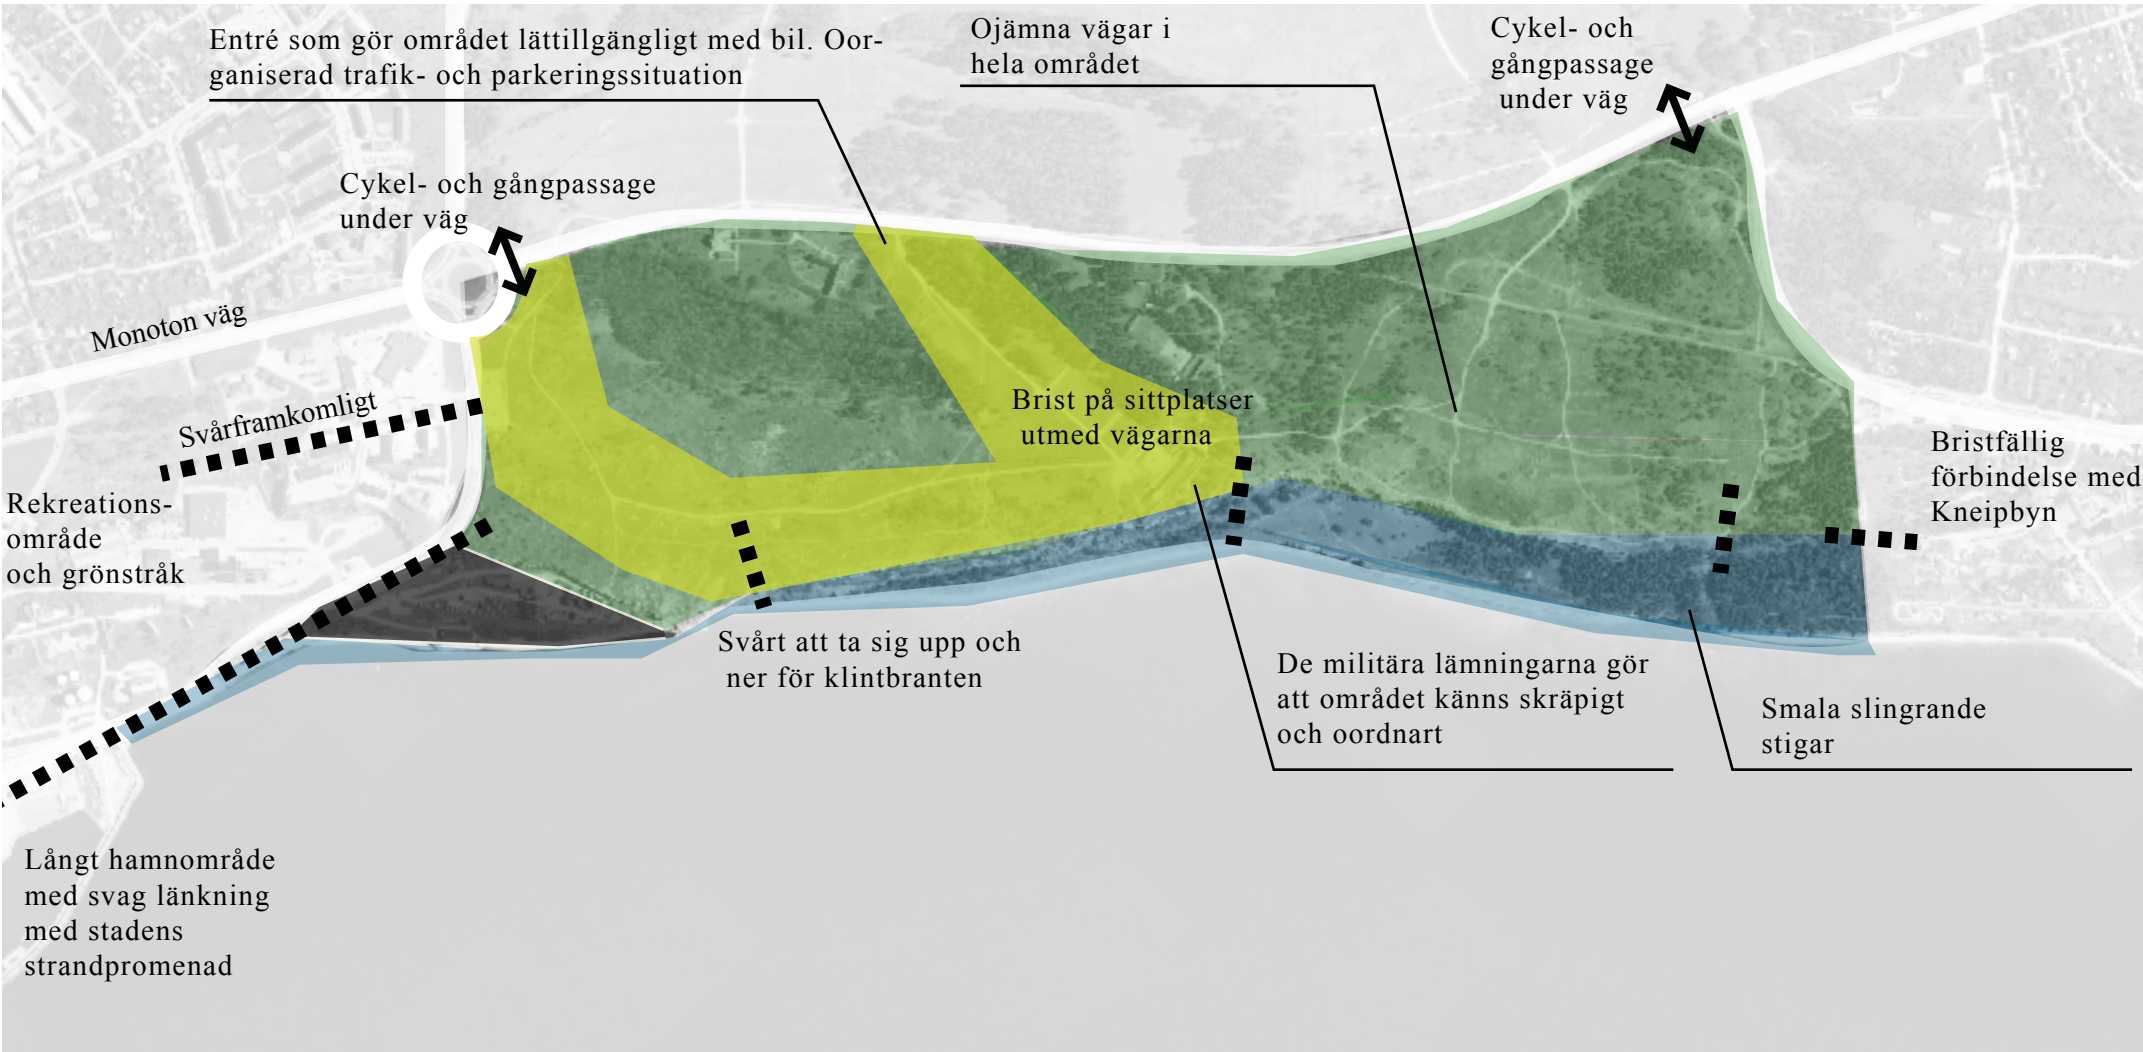 Entré som gör området lättillgängligt med bil. Oor-
ganiserad trafik- och parkeringssituation
Ojämna vägar i
hela området
Cykel- och
gångpassage
under väg
Cykel- och gångpassage
under väg
Monoton väg
Svårframkomligt
Brist på sittplatser
utmed vägarna
Bristfällig
förbindelse med
Kneipbyn
Rekreations-
område
och grönstråk
Svårt att ta sig upp och
ner för klintbranten
De militära lämningarna gör
att området känns skräpigt
och oordnart
Smala slingrande
stigar
Långt hamnområde
med svag länkning
med stadens
strandpromenad